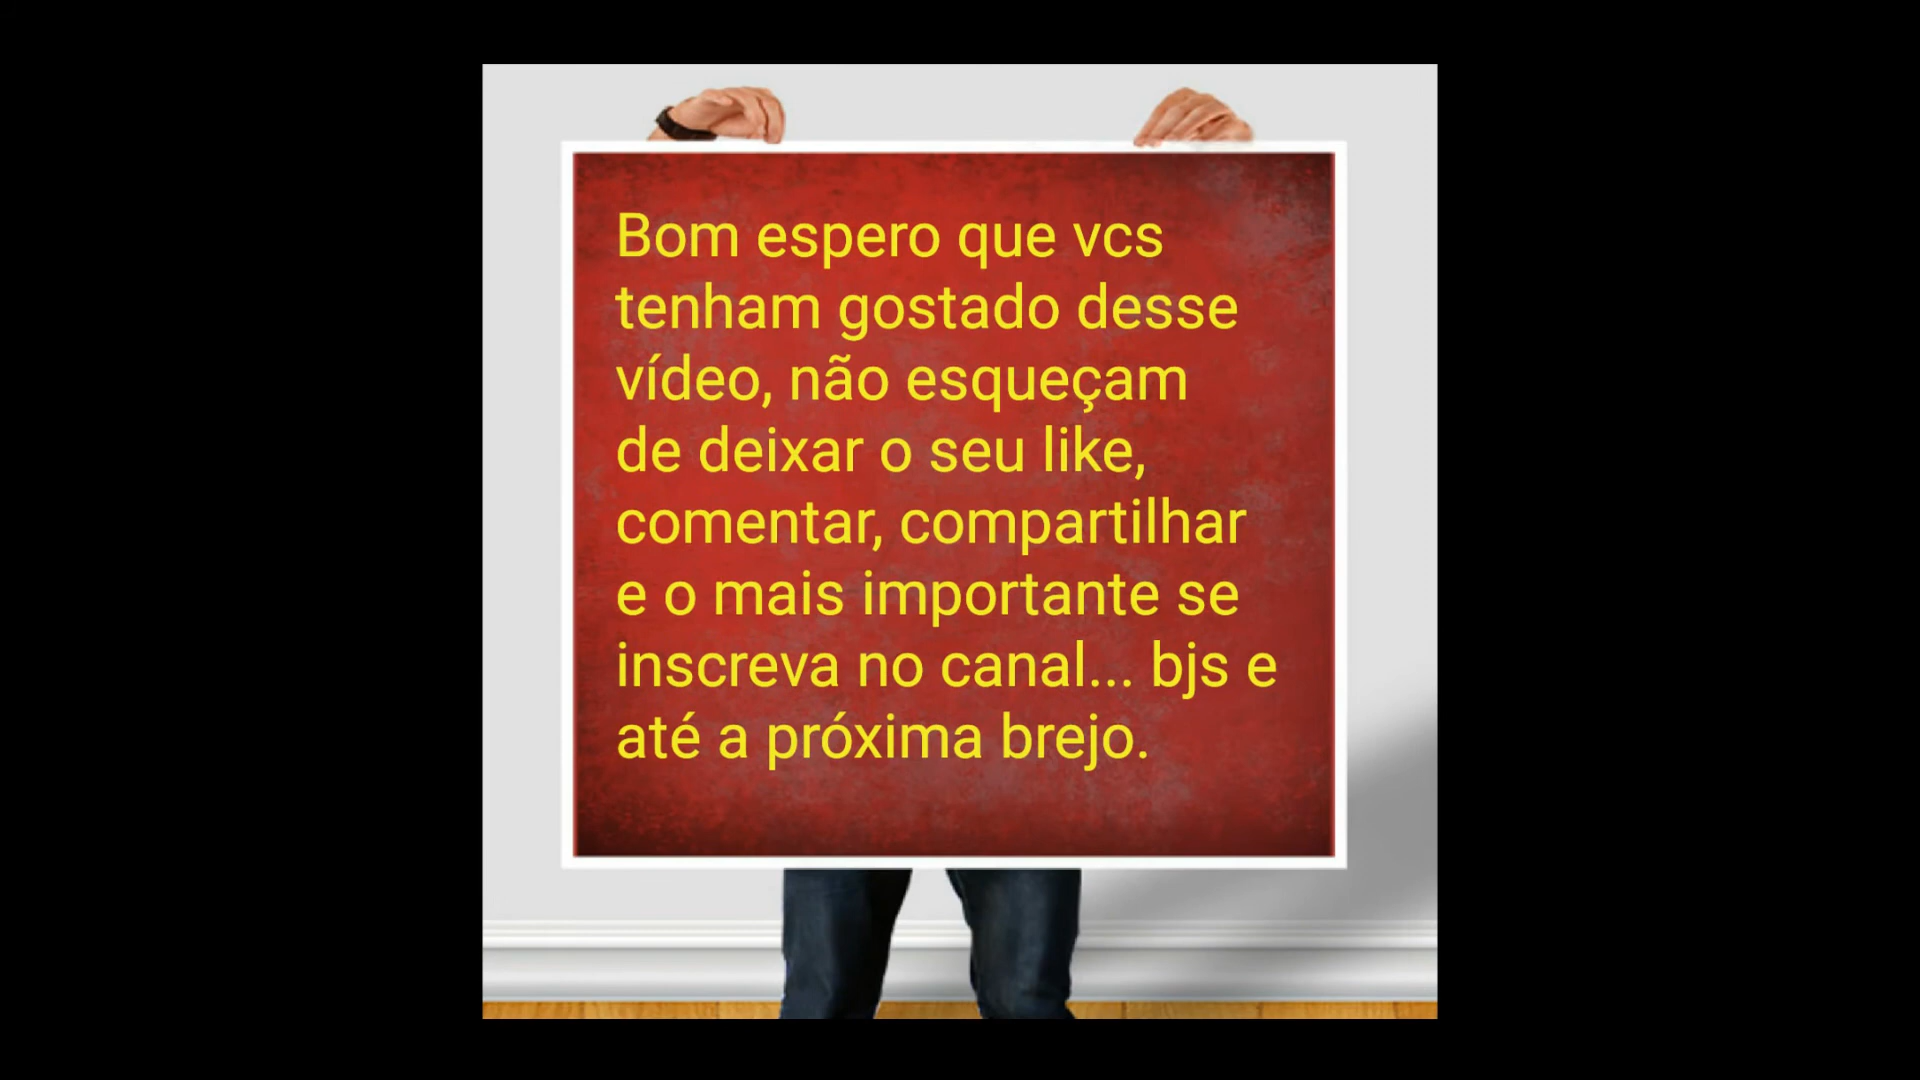 Bom espero que vcs
tenham gostado desse
vídeo, não esqueçam
de deixar o seu like,
comentar, compartilhar
e o mais importante se
inscreva no canal... bjs e
até a próxima brejo.